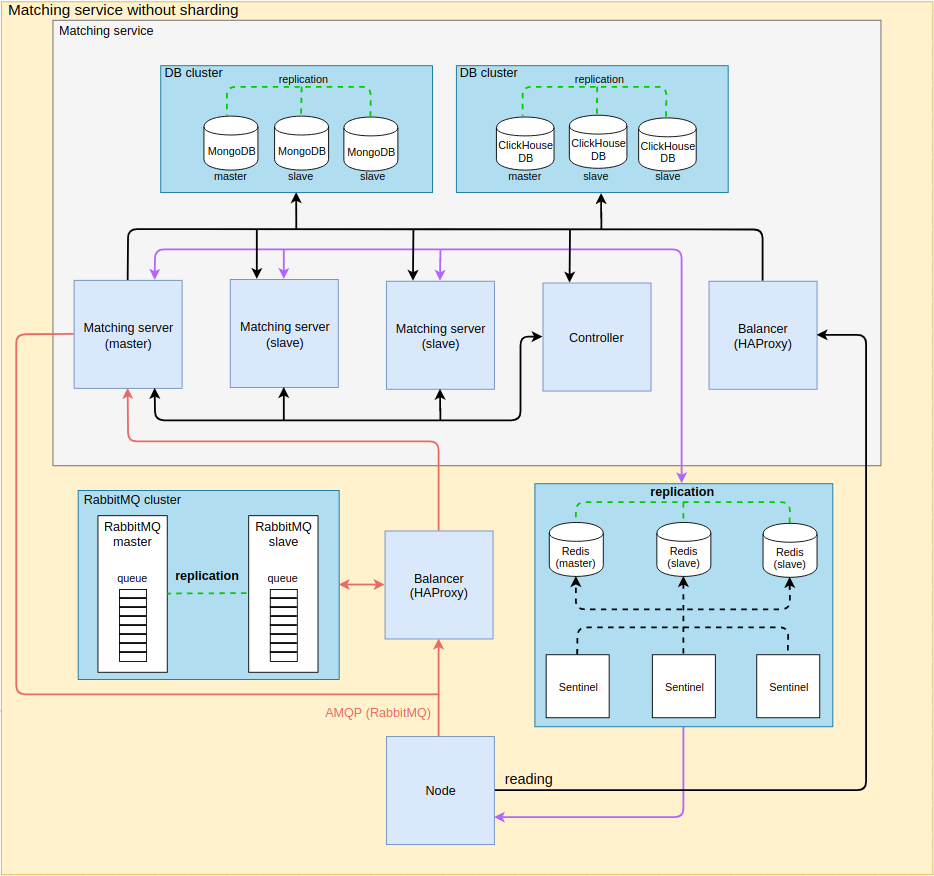 Matching service without sharding
Matching service
DB cluster
replication
MongoDB
MongoDB
MongoDB
master
slave
slave
DB cluster
replication
ClickHouse
DB
ClickHouse
DB
ClickHouse
DB
master
slave
slave
Matching server
(master)
Matching server
(slave)
Matching server
(slave)
Controller
Balancer
(HAProxy)
RabbitMQ cluster
RabbitMQ
master
queue
replication
RabbitMQ
slave
queue
Balancer
(HAProxy)
replication
Redis
(master)
Redis
(slave)
Redis
(slave)
Sentinel
Sentinel
Sentinel
AMQP (RabbitMQ)
Node
reading